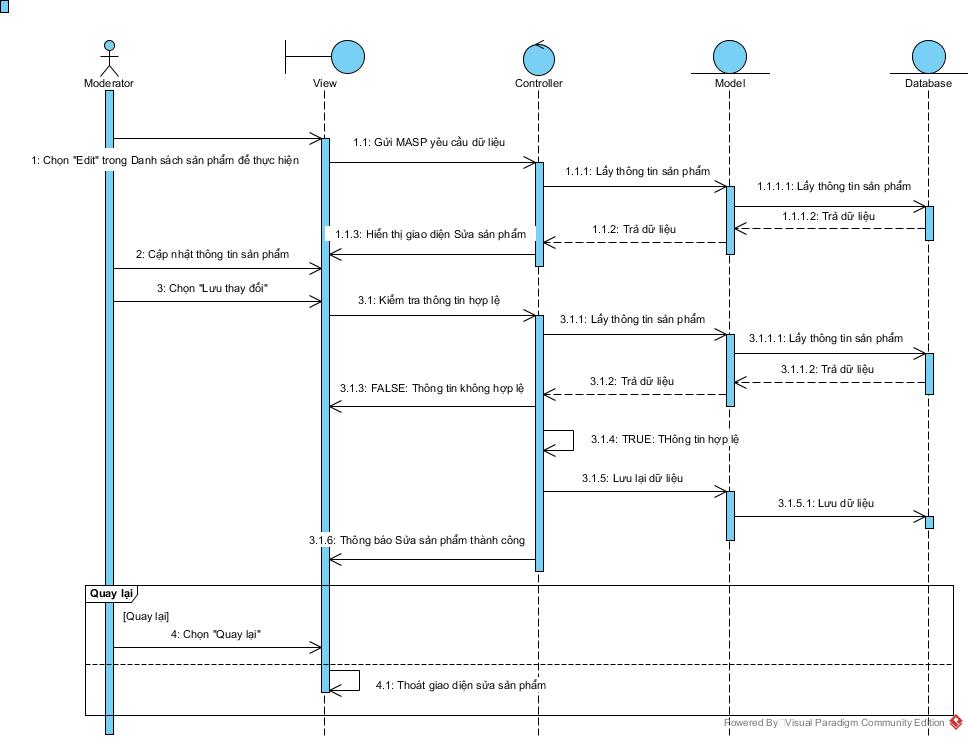 Moderator
View
Controller
Model
Database
1: Chọn "Edit" trong Danh sách sản phẩm để thực hiện
1.1: Gửi MASP yêu cầu dữ liệu
1.1.1: Lấy thông tin sản phẩm
1.1.1.1: Lấy thông tin sản phẩm
1.1.1.2: Trả dữ liệu
1.1.2: Trả dữ liệu
1.1.3: Hiển thị giao diện Sửa sản phẩm
2: Cập nhật thông tin sản phẩm
3: Chọn "Lưu thay đổi"
3.1: Kiểm tra thông tin hợp lệ
3.1.1: Lấy thông tin sản phẩm
3.1.1.1: Lấy thông tin sản phẩm
3.1.1.2: Trả dữ liệu
3.1.2: Trả dữ liệu
3.1.3: FALSE: Thông tin không hợp lệ
3.1.4: TRUE: THông tin hợp lệ
3.1.5: Lưu lại dữ liệu
3.1.5.1: Lưu dữ liệu
3.1.6: Thông báo Sửa sản phẩm thành công
Quay lại
[Quay lại]
4: Chọn "Quay lại"
4.1: Thoát giao diện sửa sản phẩm
Powered By Visual Paradigm Community Edition